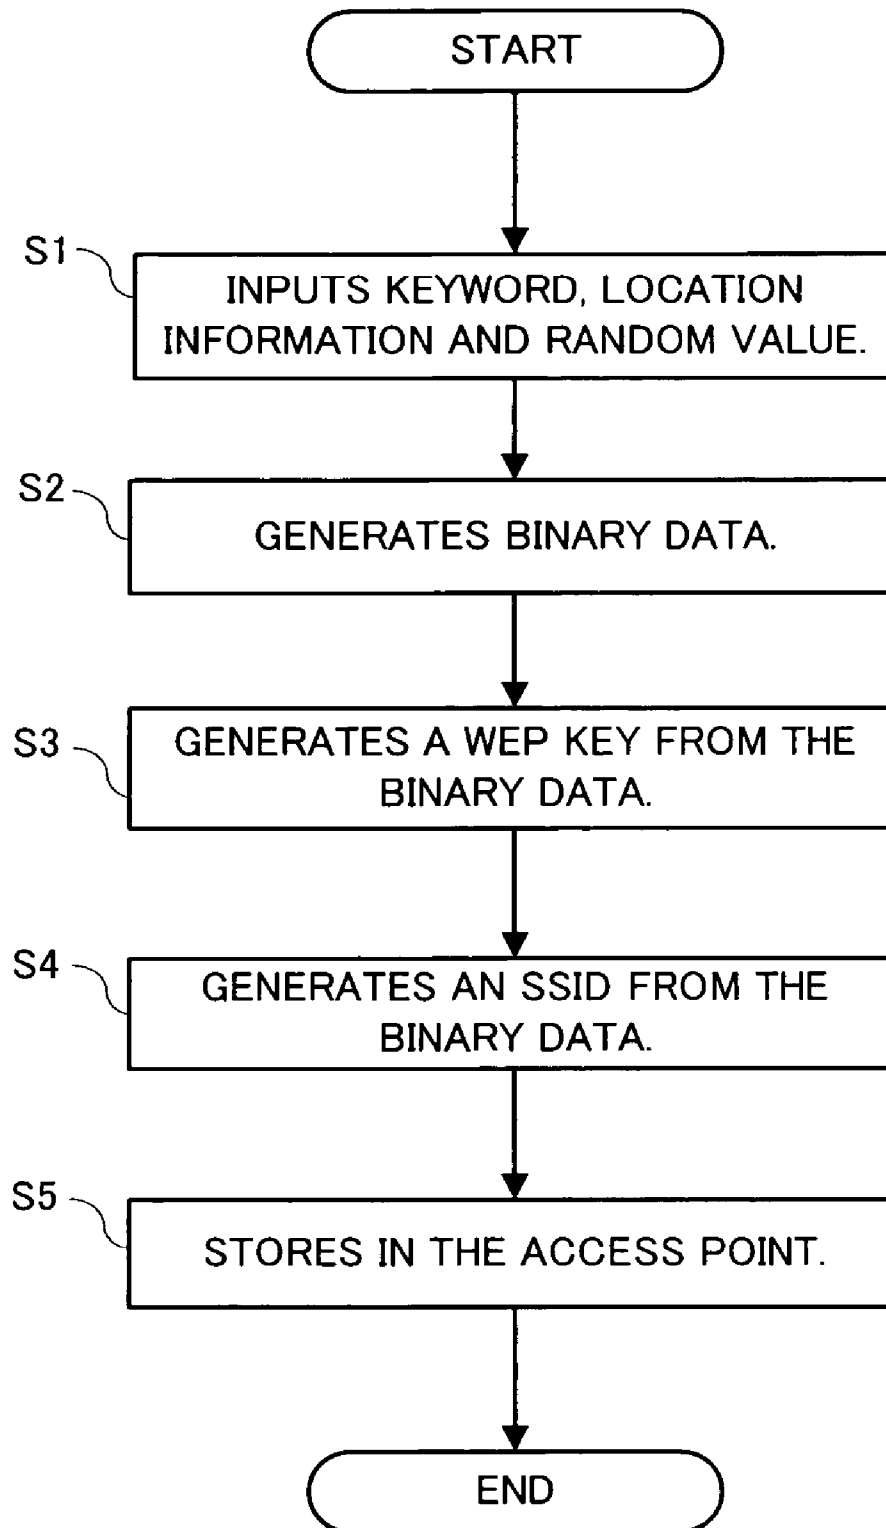 START
S1
INPUTS KEYWORD, LOCATION
INFORMATION AND RANDOM VALUE.
S2
GENERATES BINARY DATA.
S3
GENERATES A WEP KEY FROM THE
BINARY DATA.
S4
GENERATES AN SSID FROM THE
BINARY DATA.
S5
STORES IN THE ACCESS POINT.
END